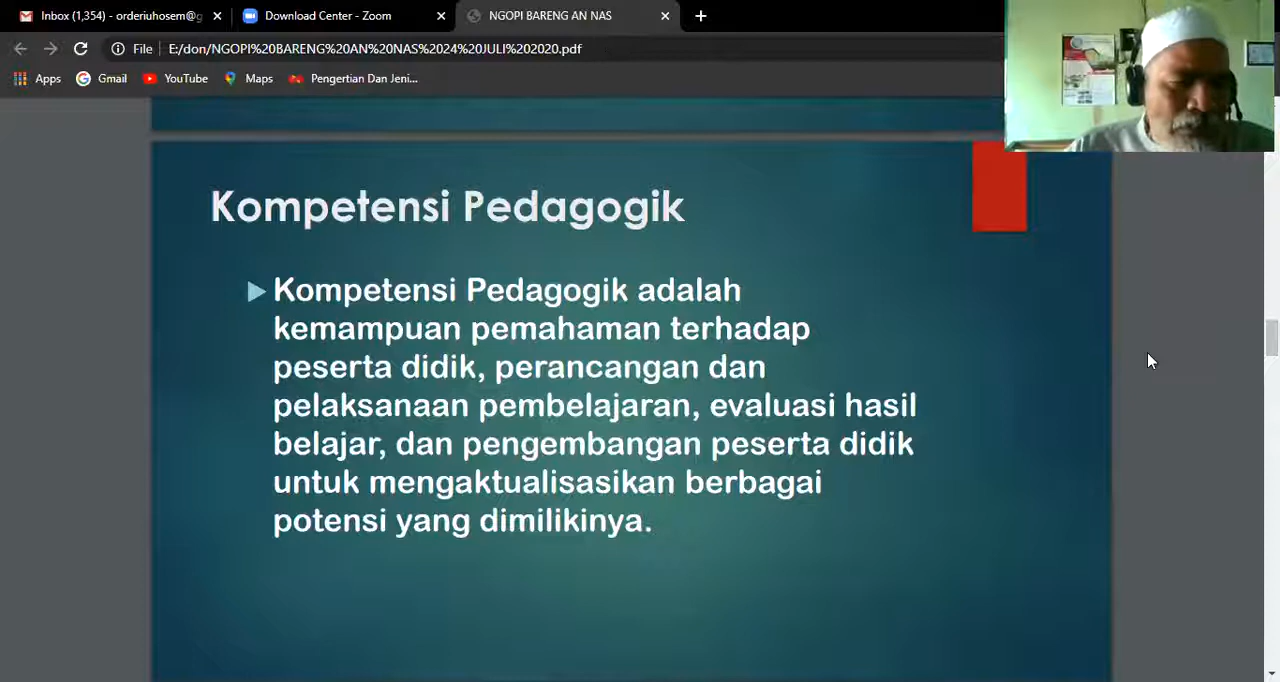 Inbox (1,354) - orderiuhosem@g
Download Center - Zoom
NGOPI BARENG AN NAS
File
E:/don/NGOPI%20BARENG%20AN%20NAS%2024%20JULI%202020.pdf
Apps
Gmail
YouTube
Maps
Pengertian Dan Jeni...
Kompetensi Pedagogik
Kompetensi Pedagogik adalah
kemampuan pemahaman terhadap
peserta didik, perancangan dan
pelaksanaan pembelajaran, evaluasi hasil
belajar, dan pengembangan peserta didik
untuk mengaktualisasikan berbagai
potensi yang dimilikinya.